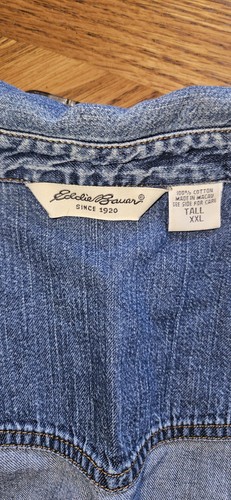 Eddie Bauer®
SINCE 1920
100% COTTON
MADE IN MACAU
SEE SIDE FOR CARE
TALL
XXL